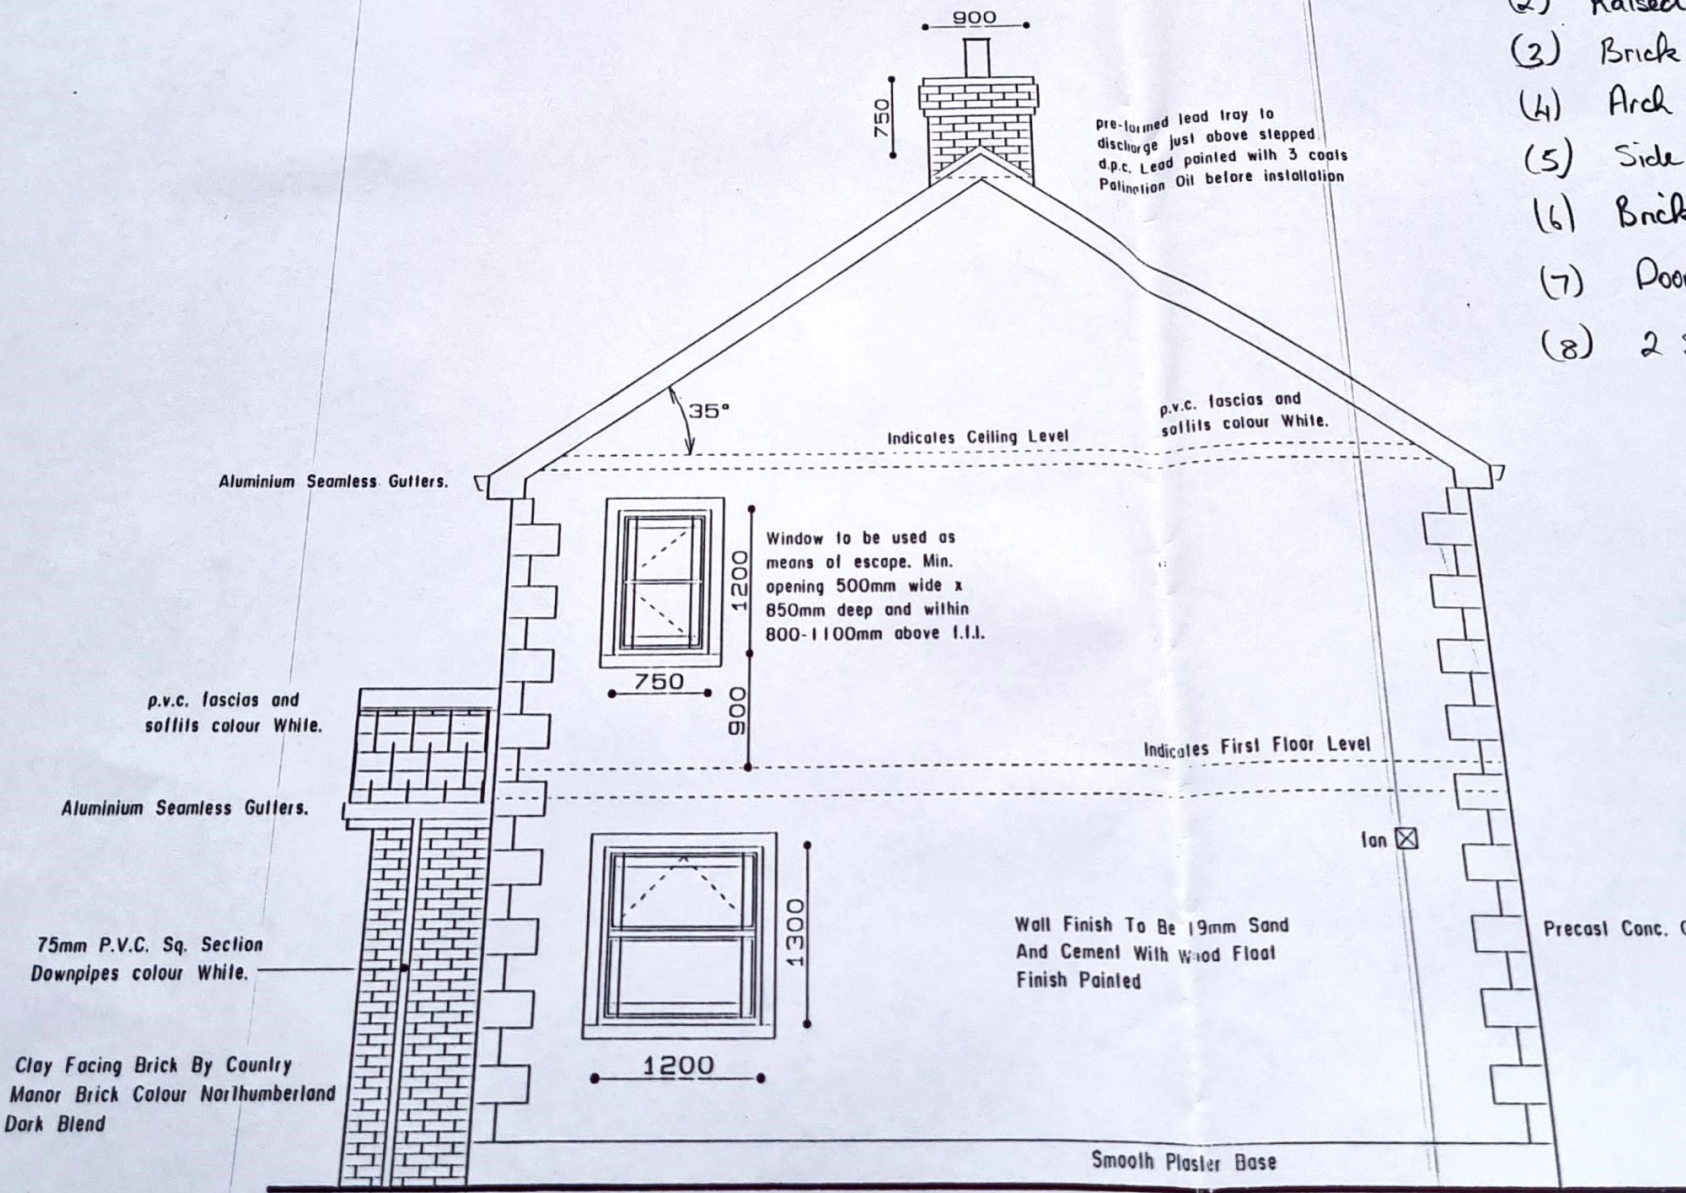 900
(2) Raised
(3) Brick
750
(4) Arch
pre-formed lead tray to
discharge just above stepped
d.p.c. Lead painted with 3 coats
Palination Oil before installation
(5) Side
(6) Brick
(7) Door
(8) 2
35°
p.v.c. fascias and
soffits colour White.
Indicates Ceiling Level
Aluminium Seamless Gutters.
1200
Window to be used as
means of escape. Min.
opening 500mm wide x
850mm deep and within
800-1100mm above f.f.l.
750
900
p.v.c. fascias and
soffits colour White.
Indicates First Floor Level
Aluminium Seamless Gutters.
fan
1300
Wall Finish To Be 19mm Sand
And Cement With Wood Float
Finish Painted
Precast Conc.
75mm P.V.C. Sq. Section
Downpipes colour White.
1200
Clay Facing Brick By Country
Manor Brick Colour Northumberland
Dark Blend
Smooth Plaster Base